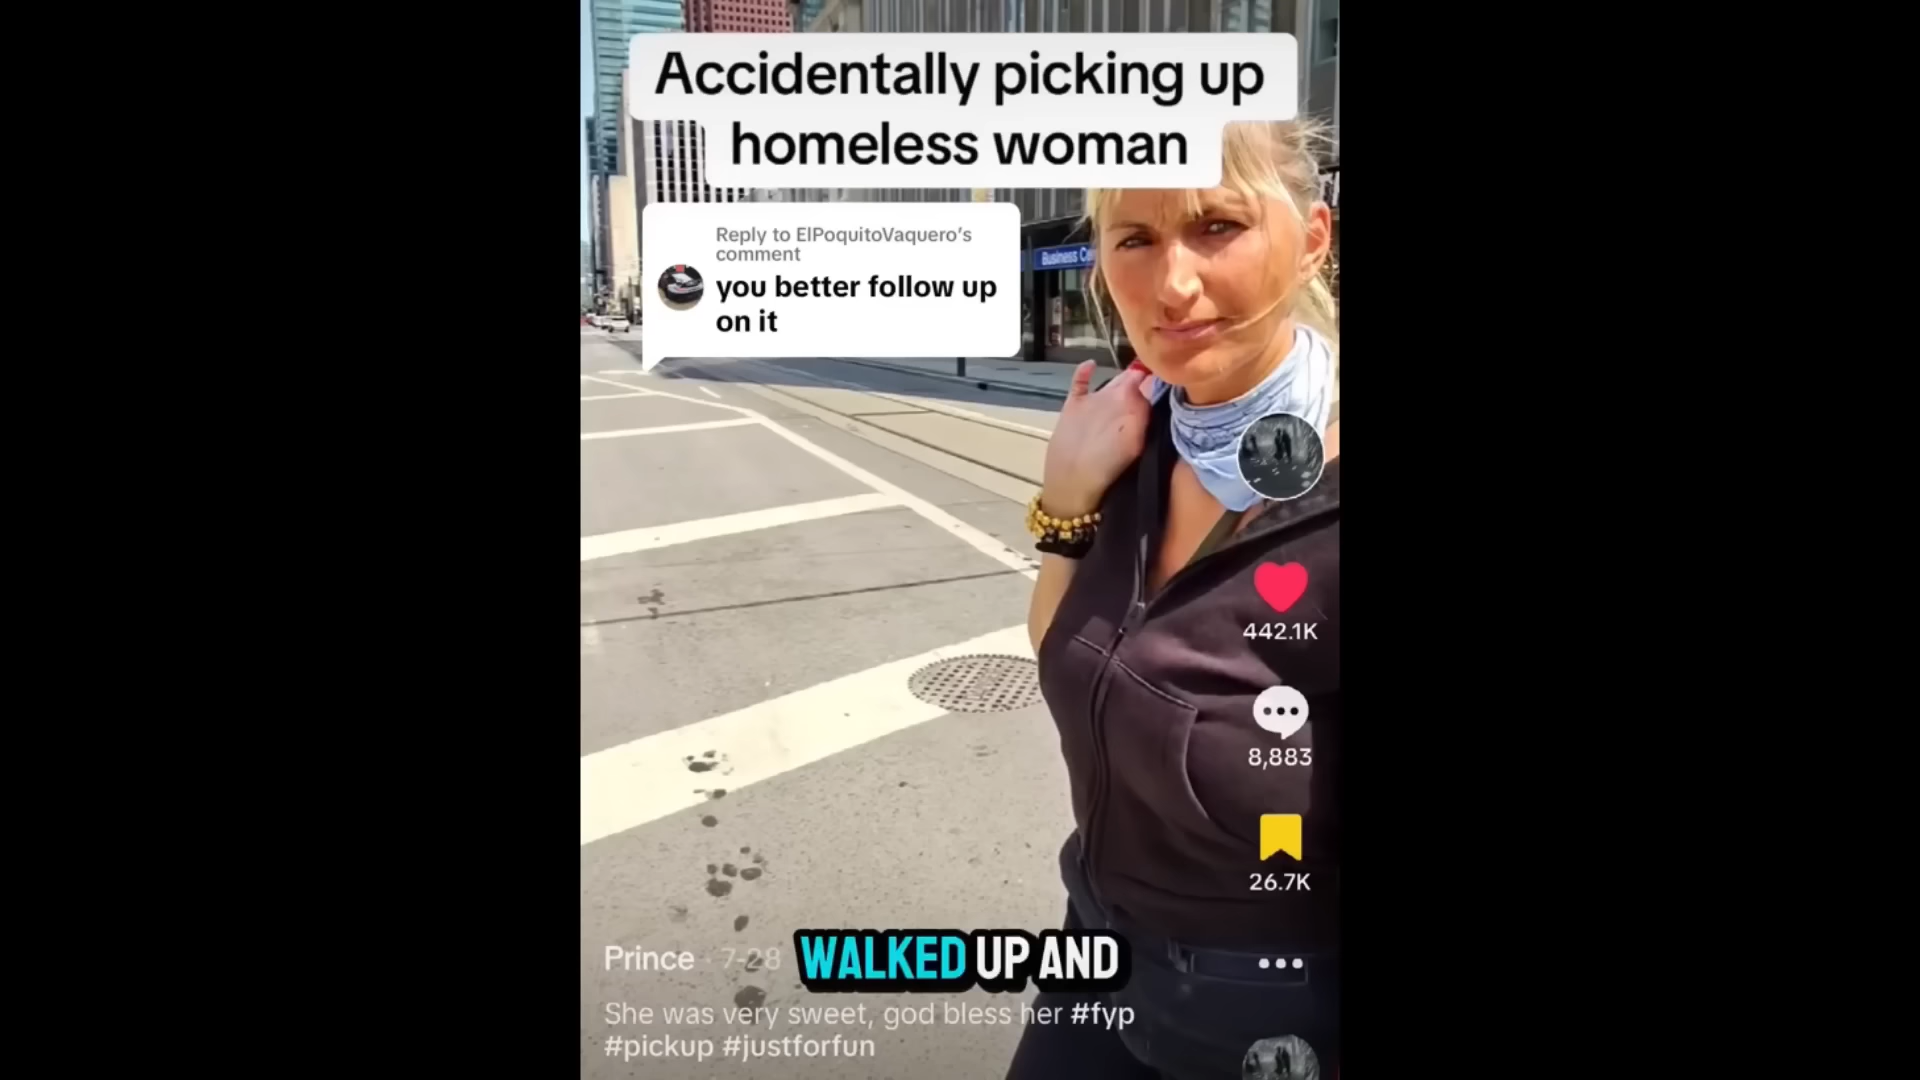 Accidentally picking up
homeless woman
Reply to ElPoquitoVaquero's
comment
you better follow up
on it
Business Ce
442.1K
8,883
26.7K
Prince · 7-28
WALKED UP AND
She was very sweet, god bless her #fyp
#pickup #justforfun